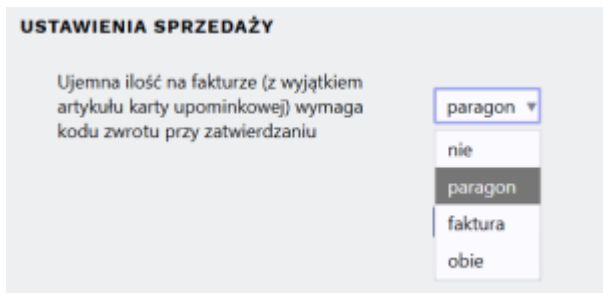 USTAWIENIA SPRZEDAŻY
Ujemna ilość na fakturze (z wyjątkiem
artykułu karty upominkowej) wymaga
kodu zwrotu przy zatwierdzaniu
paragon
nie
paragon
faktura
obie